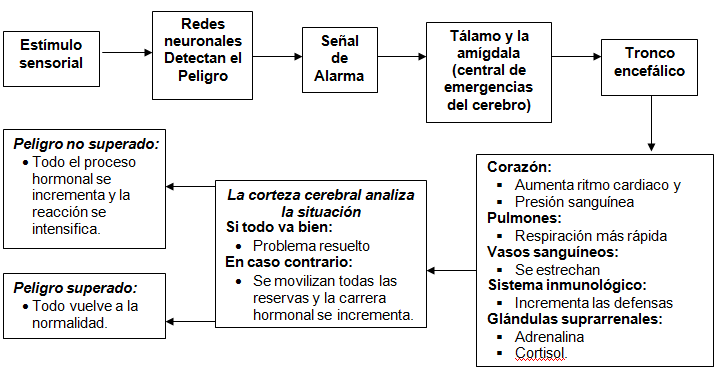 Estímulo
sensorial
Redes
neuronales
Detectan el
Peligro
Señal
de
Alarma
Tálamo y la
amígdala
(central de
emergencias
del cerebro)
Tronco
encefálico
Corazón:
▪ Aumenta ritmo cardiaco y
▪ Presión sanguínea
Pulmones:
▪ Respiración más rápida
Vasos sanguíneos:
▪ Se estrechan
Sistema inmunológico:
▪ Incrementa las defensas
Glándulas suprarrenales:
▪ Adrenalina
▪ Cortisol.
La corteza cerebral analiza
la situación
Si todo va bien:
• Problema resuelto
En caso contrario:
• Se movilizan todas las
reservas y la carrera
hormonal se incrementa.
Peligro no superado:
• Todo el proceso
hormonal se
incrementa y la
reacción se
intensifica.
Peligro superado:
• Todo vuelve a la
normalidad.